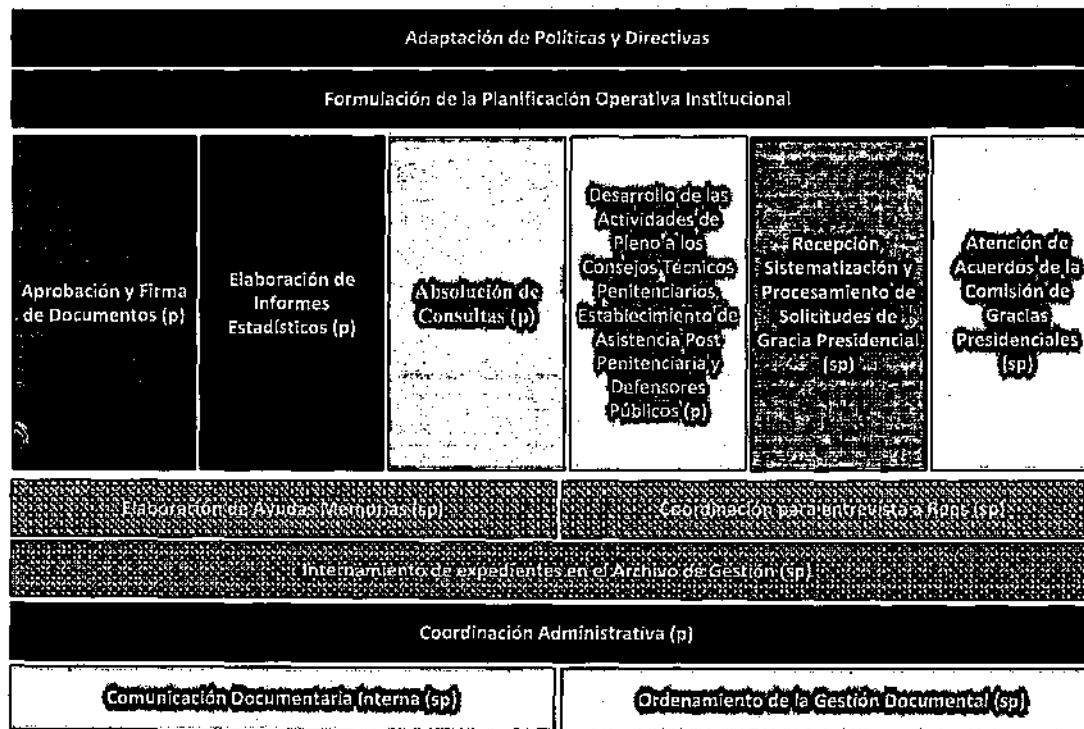 Adaptación de Políticas y Directivas
Formulación de la Planificación Operativa Institucional
Aprobación y Firma
de Documentos (p)
Elaboración de
Informes
Estadísticos (p)
Absolución de
Consultas (p)
Desarrollo de las
Actividades de
Pleno a los
Consejos Técnicos
Penitenciarios,
Establecimiento de
Asistencia Post
Penitenciaria y
Defensores
Públicos (p)
Recepción,
Sistematización y
Procesamiento de
Solicitudes de
Gracia Presidencial
(sp)
Atención de
Acuerdos de la
Comisión de
Gracias
Presidenciales
(sp)
Elaboración de Ayudas Memorias (sp)
Coordinación para entrevista a Rpps (sp)
Internamiento de expedientes en el Archivo de Gestión (sp)
Coordinación Administrativa (p)
Comunicación Documentaria Interna (sp)
Ordenamiento de la Gestión Documental (sp)